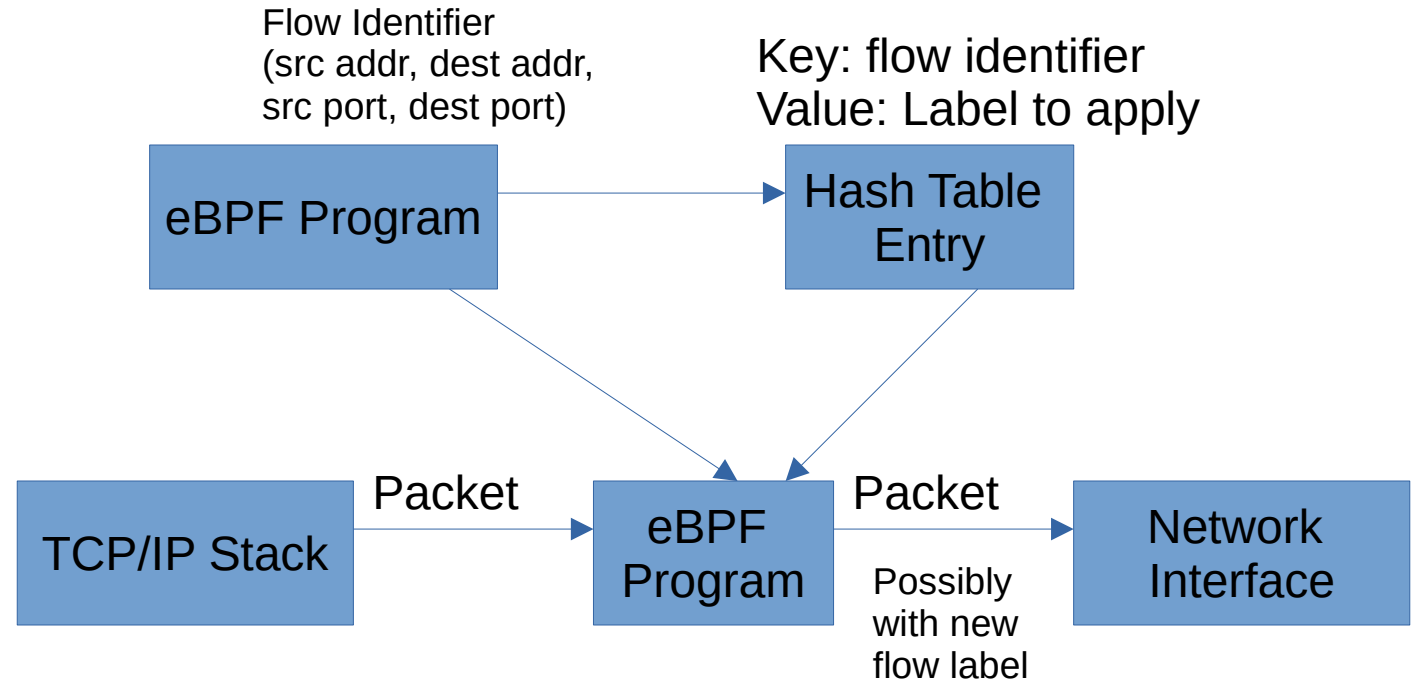 Flow Identifier
(src addr, dest addr,
src port, dest port)
Key: flow identifier
Value: Label to apply
eBPF Program
Hash Table
Entry
TCP/IP Stack
Packet
eBPF
Program
Packet
Possibly
with new
flow label
Network
Interface